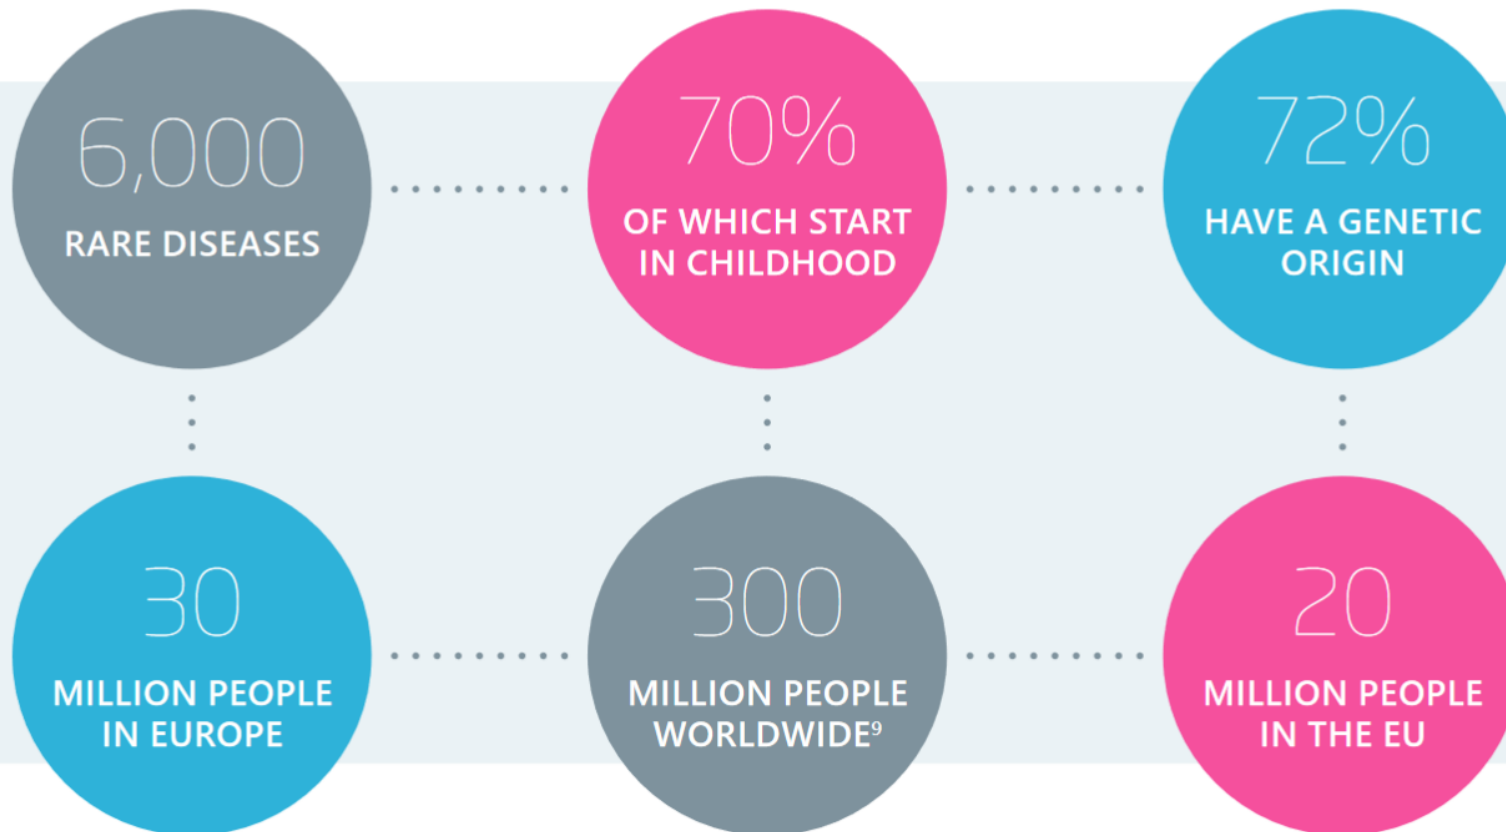 6,000
RARE DISEASES
70%
OF WHICH START
IN CHILDHOOD
72%
HAVE A GENETIC
ORIGIN
30
MILLION PEOPLE
IN EUROPE
300
MILLION PEOPLE
WORLDWIDE⁹
20
MILLION PEOPLE
IN THE EU